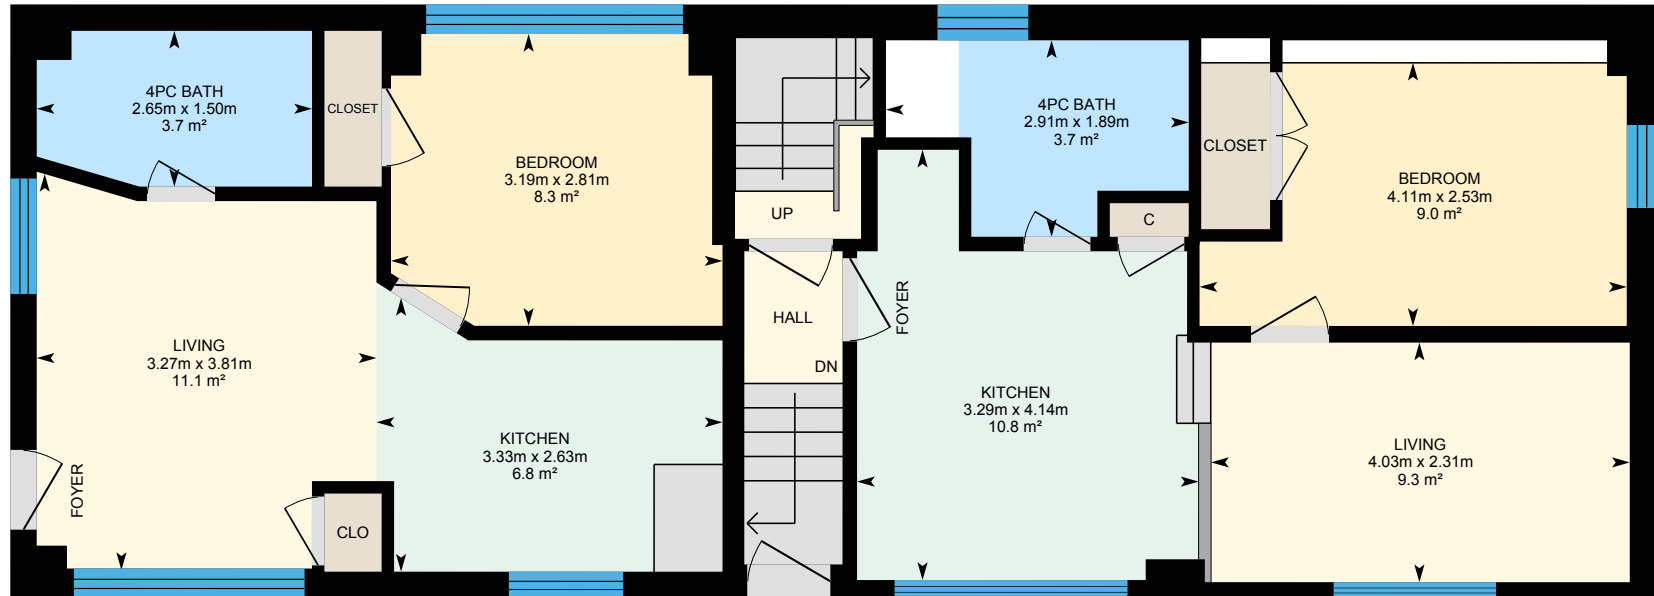 4PC BATH
2.65m x 1.50m
3.7 m²
CLOSET
BEDROOM
3.19m x 2.81m
8.3 m²
UP
4PC BATH
2.91m x 1.89m
3.7 m²
C
CLOSET
BEDROOM
4.11m x 2.53m
9.0 m²
LIVING
3.27m x 3.81m
11.1 m²
FOYER
CLO
KITCHEN
3.33m x 2.63m
6.8 m²
HALL
DN
FOYER
KITCHEN
3.29m x 4.14m
10.8 m²
LIVING
4.03m x 2.31m
9.3 m²